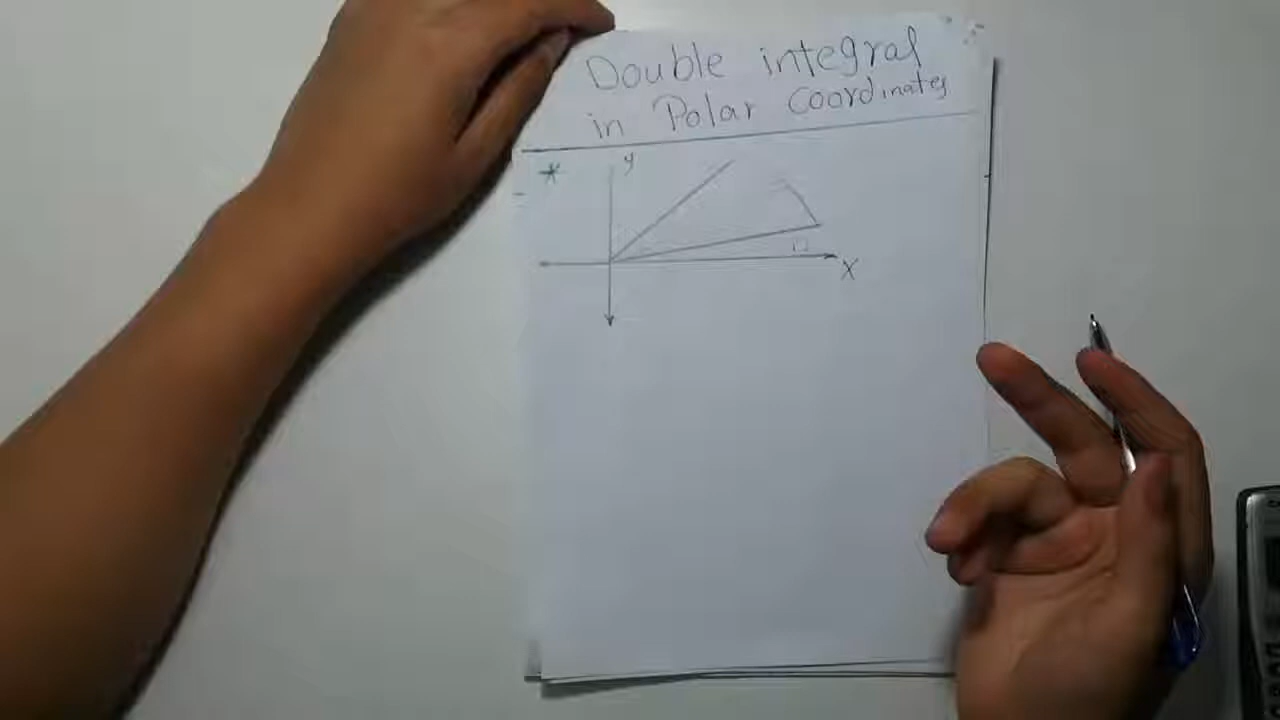 Double integral
in Polar Coordinates
*
y
x